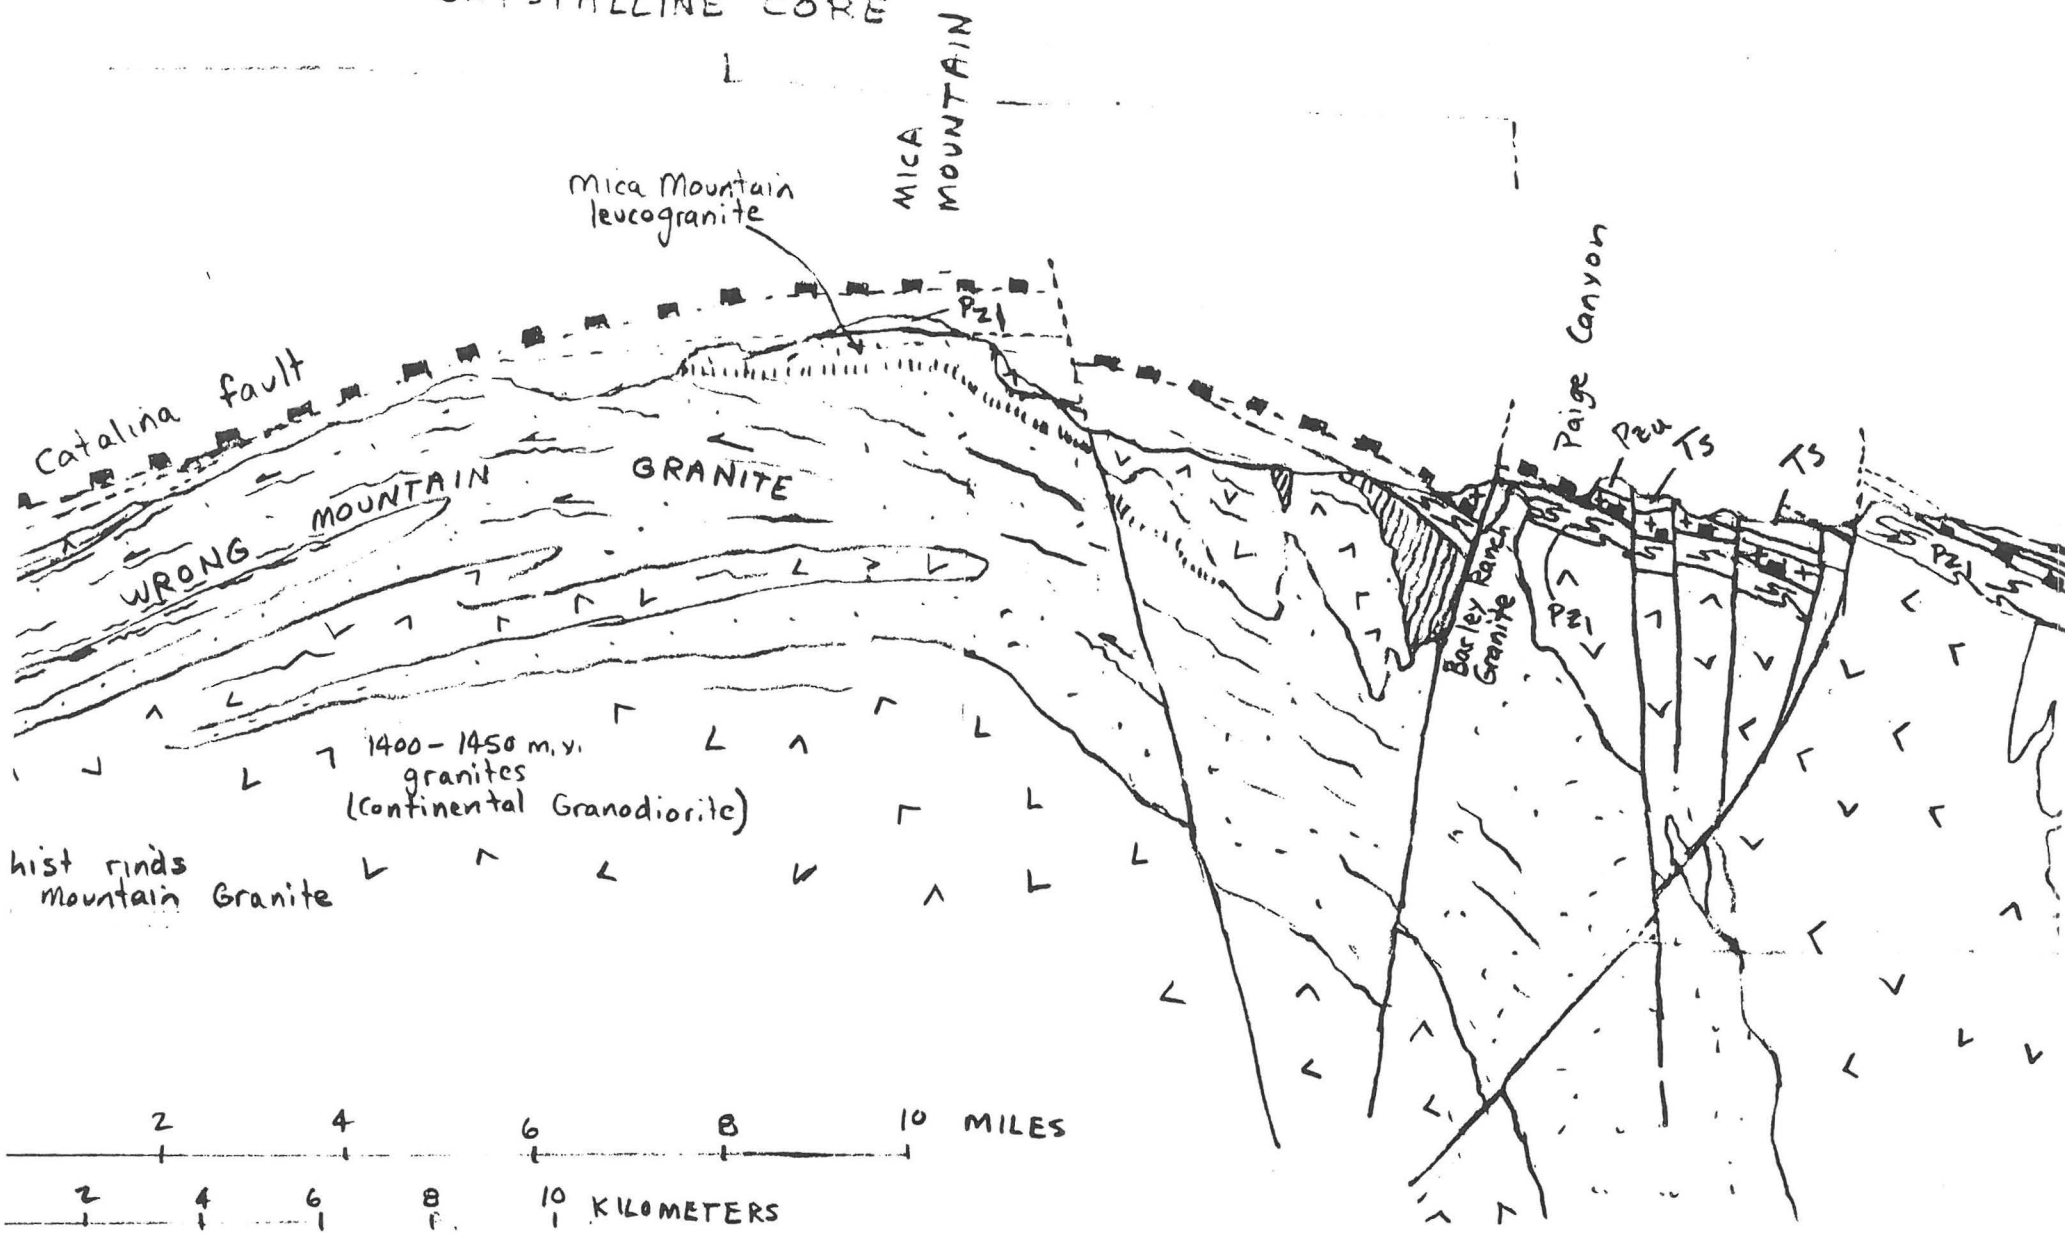 CRYSTALLINE CORE
MICA
MOUNTAIN
Mica Mountain
leucogranite
Pz1
Catalina fault
Paige Canyon
Pzu
Ts
Ts
WRONG MOUNTAIN GRANITE
Barley Ranch
Granite
Pz1
Pz1
1400-1450 m.y.
granites
(Continental Granodiorite)
hist rinds
Mountain Granite
2 4 6 8 10 MILES
2 4 6 8 10 KILOMETERS